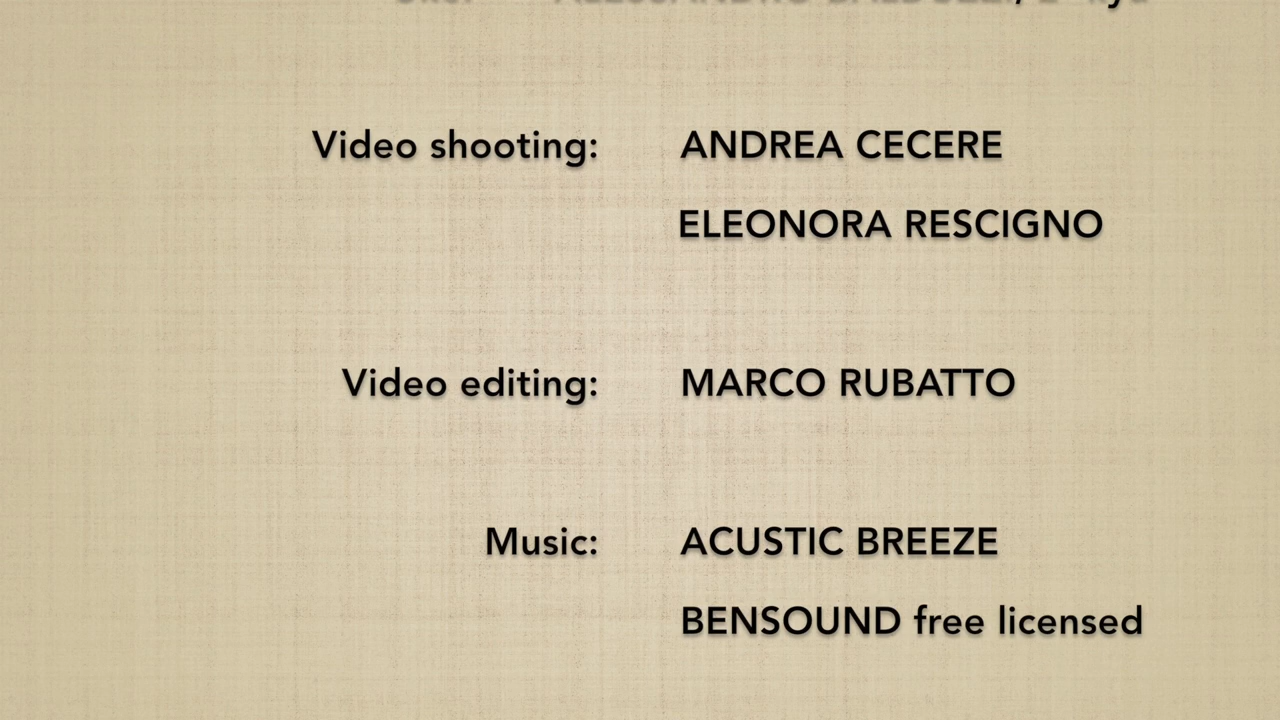 Video shooting: ANDREA CECERE
ELEONORA RESCIGNO
Video editing: MARCO RUBATTO
Music: ACUSTIC BREEZE
BENSOUND free licensed